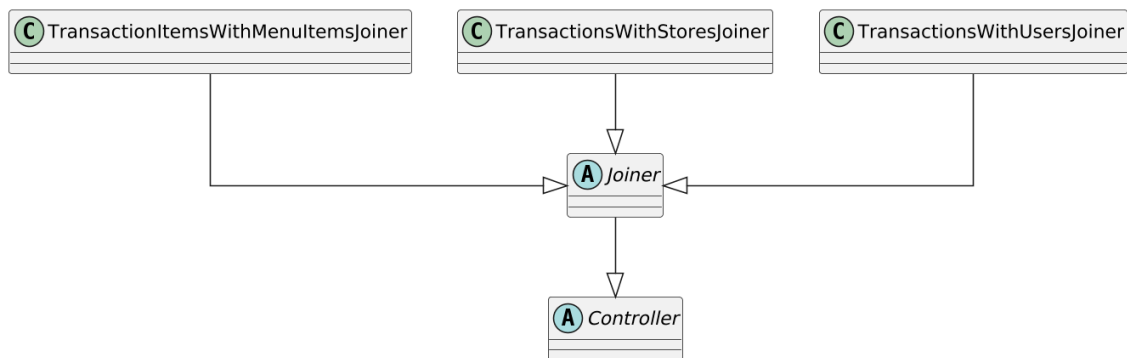 C TransactionItemsWithMenuItemsJoiner
C TransactionsWithStoresJoiner
C TransactionsWithUsersJoiner
A Joiner
A Controller